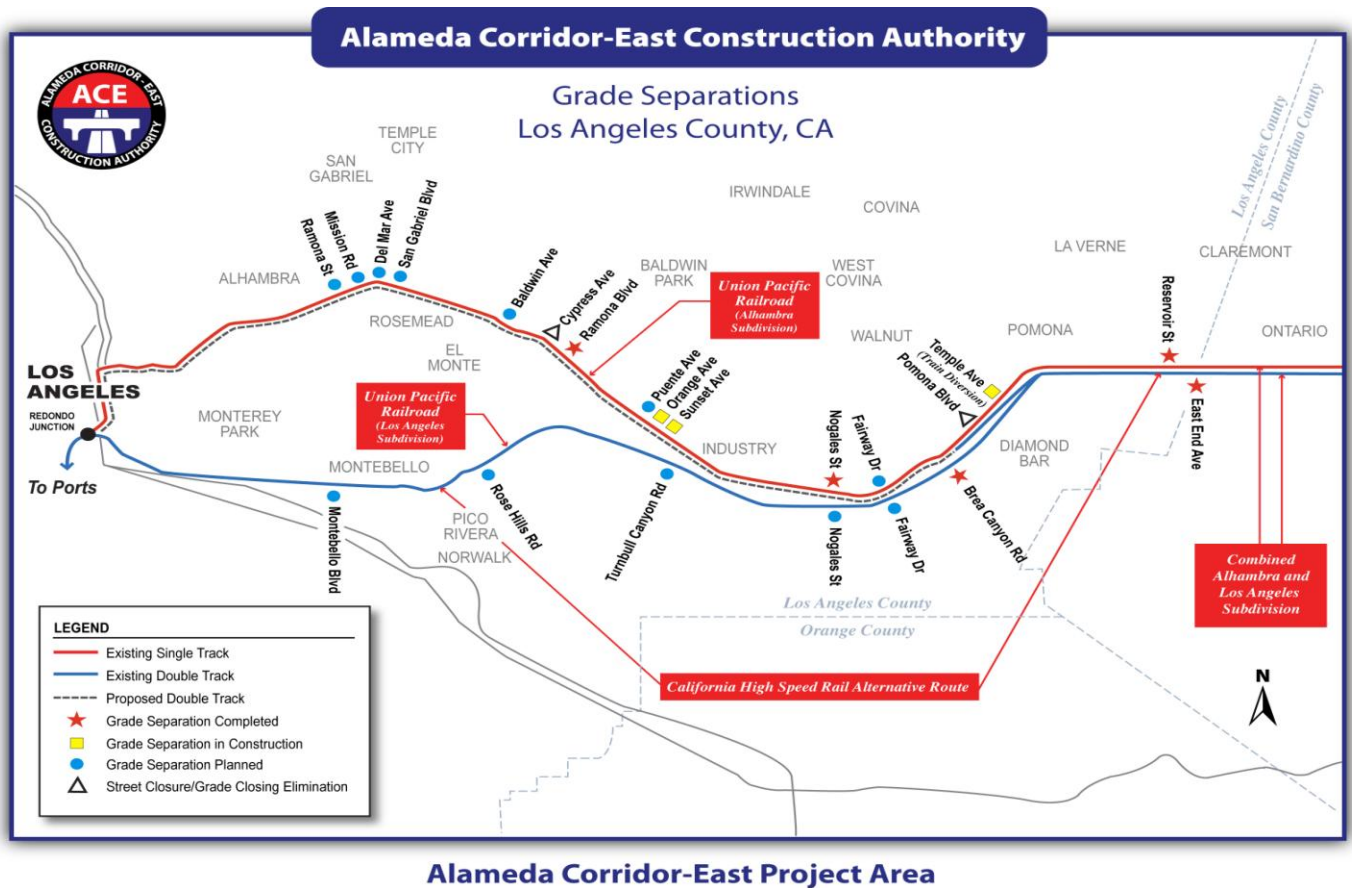 Alameda Corridor-East Construction Authority
ALAMEDA CORRIDOR - EAST
ACE
CONSTRUCTION AUTHORITY
Grade Separations
Los Angeles County, CA
Los Angeles County
San Bernardino County
TEMPLE
CITY
SAN
GABRIEL
IRWINDALE
COVINA
LA VERNE
CLAREMONT
Ramona St
Mission Rd
Del Mar Ave
San Gabriel Blvd
ALHAMBRA
ROSEMEAD
Baldwin Ave
Cypress Ave
Ramona Blvd
BALDWIN
PARK
Union Pacific
Railroad
(Alhambra
Subdivision)
WEST
COVINA
WALNUT
POMONA
Reservoir St
ONTARIO
EL
MONTE
LOS
ANGELES
REDONDO
JUNCTION
To Ports
MONTEREY
PARK
Union Pacific
Railroad
(Los Angeles
Subdivision)
Puente Ave
Orange Ave
Sunset Ave
Temple Ave
(Train Diversion)
Pomona Blvd
East End Ave
MONTEBELLO
INDUSTRY
Nogales St
Fairway Dr
DIAMOND
BAR
Montebello Blvd
PICO
RIVERA
NORWALK
Rose Hills Rd
Turnbull Canyon Rd
Nogales St
Fairway Dr
Brea Canyon Rd
Combined
Alhambra and
Los Angeles
Subdivision
Los Angeles County
Orange County
California High Speed Rail Alternative Route
N
LEGEND
Existing Single Track
Existing Double Track
Proposed Double Track
Grade Separation Completed
Grade Separation in Construction
Grade Separation Planned
Street Closure/Grade Closing Elimination
Alameda Corridor-East Project Area